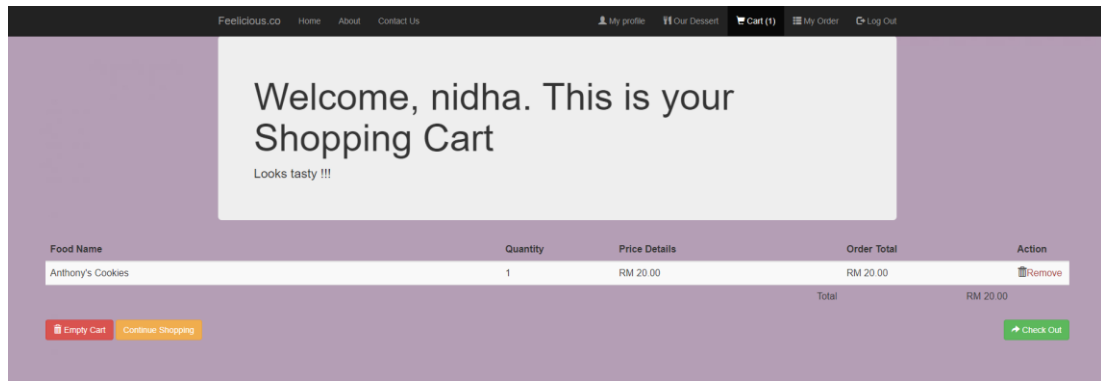 Feelicious.co Home About Contact Us My profile Our Dessert Cart (1) My Order Log Out
Welcome, nidha. This is your
Shopping Cart
Looks tasty !!!
Food Name Quantity Price Details Order Total Action
Anthony's Cookies 1 RM 20.00 RM 20.00 Remove
Total RM 20.00
Empty Cart Continue Shopping Check Out